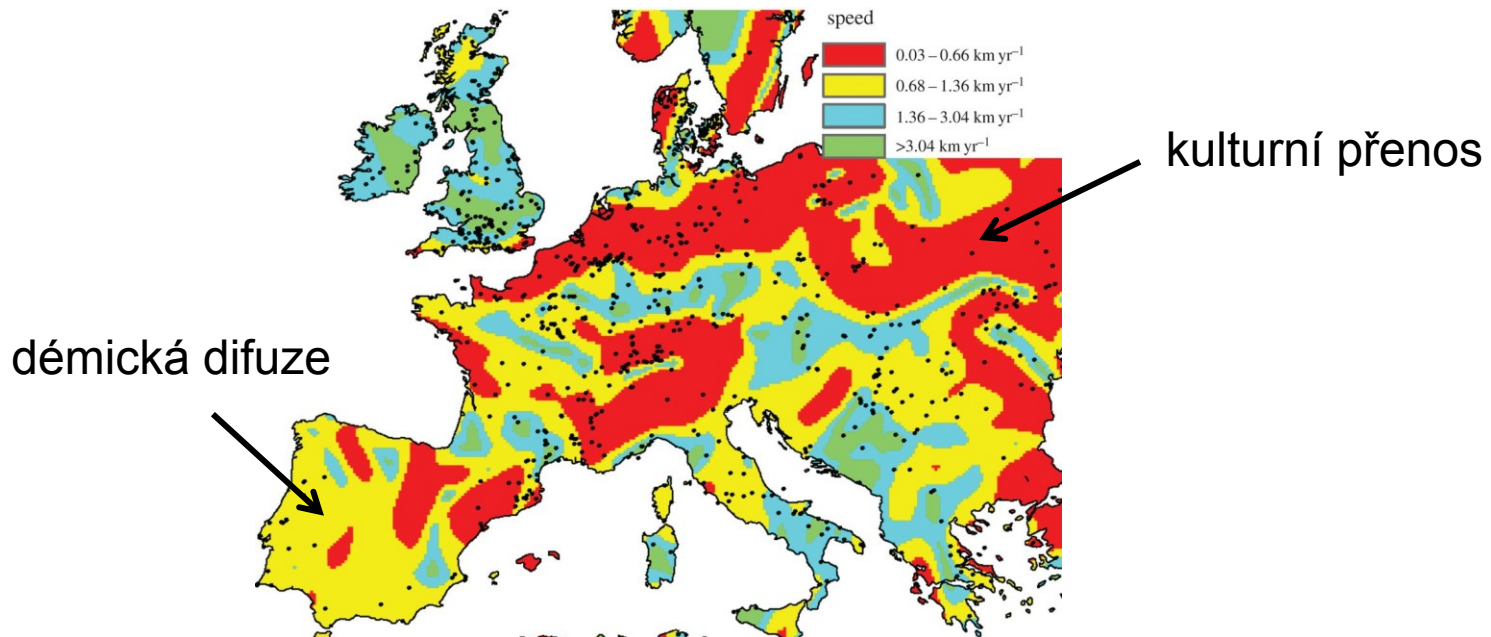 speed
0.03 – 0.66 km yr⁻¹
0.68 – 1.36 km yr⁻¹
1.36 – 3.04 km yr⁻¹
>3.04 km yr⁻¹
kulturní přenos
démická difuze